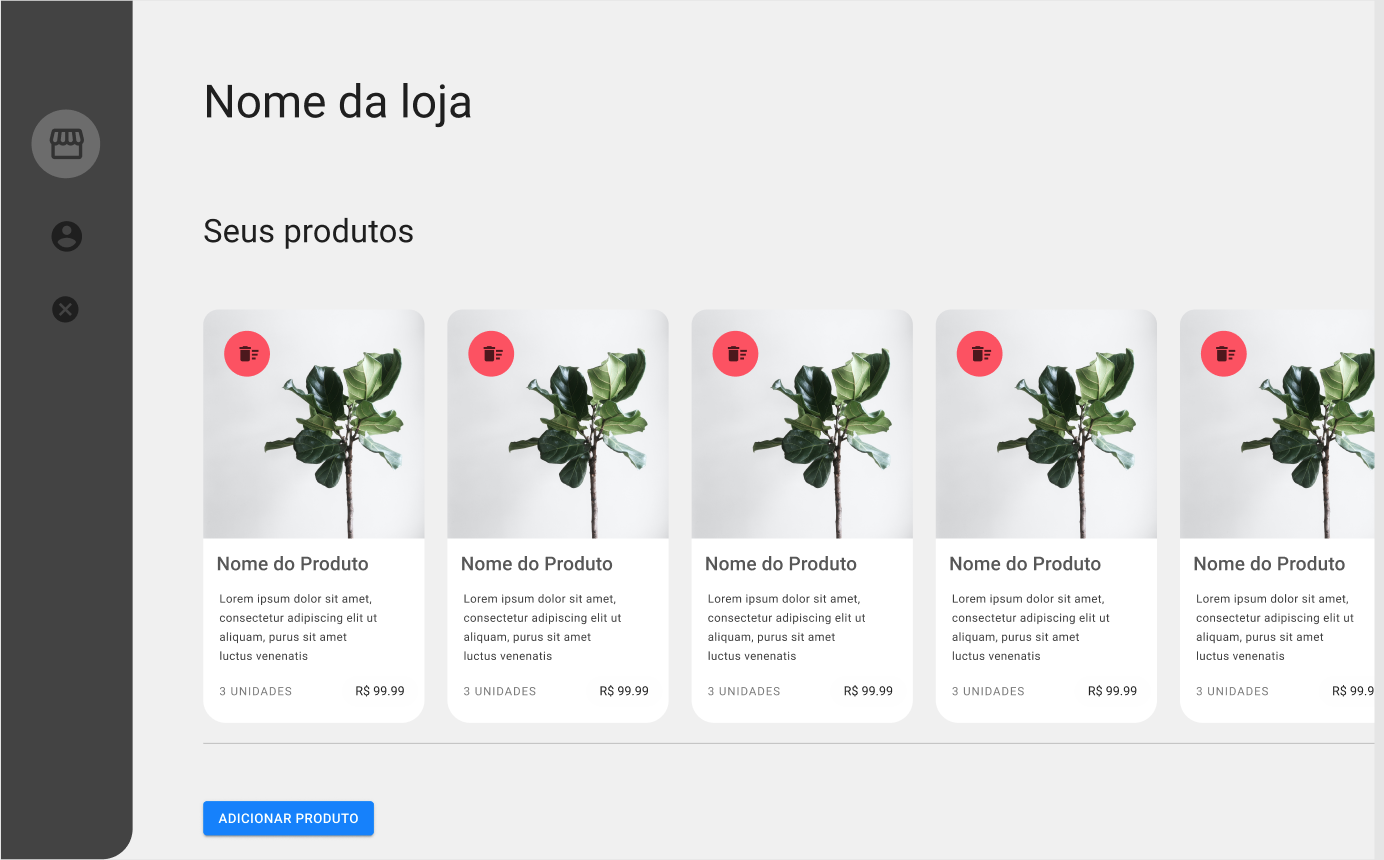 Nome da loja
Seus produtos
Nome do Produto
Lorem ipsum dolor sit amet,
consectetur adipiscing elit ut
aliquam, purus sit amet
luctus venenatis
3 UNIDADES R$ 99.99
Nome do Produto
Lorem ipsum dolor sit amet,
consectetur adipiscing elit ut
aliquam, purus sit amet
luctus venenatis
3 UNIDADES R$ 99.99
Nome do Produto
Lorem ipsum dolor sit amet,
consectetur adipiscing elit ut
aliquam, purus sit amet
luctus venenatis
3 UNIDADES R$ 99.99
Nome do Produto
Lorem ipsum dolor sit amet,
consectetur adipiscing elit ut
aliquam, purus sit amet
luctus venenatis
3 UNIDADES R$ 99.99
Nome do Produto
Lorem ipsum dolor sit amet,
consectetur adipiscing elit ut
aliquam, purus sit amet
luctus venenatis
3 UNIDADES R$ 99.9
ADICIONAR PRODUTO